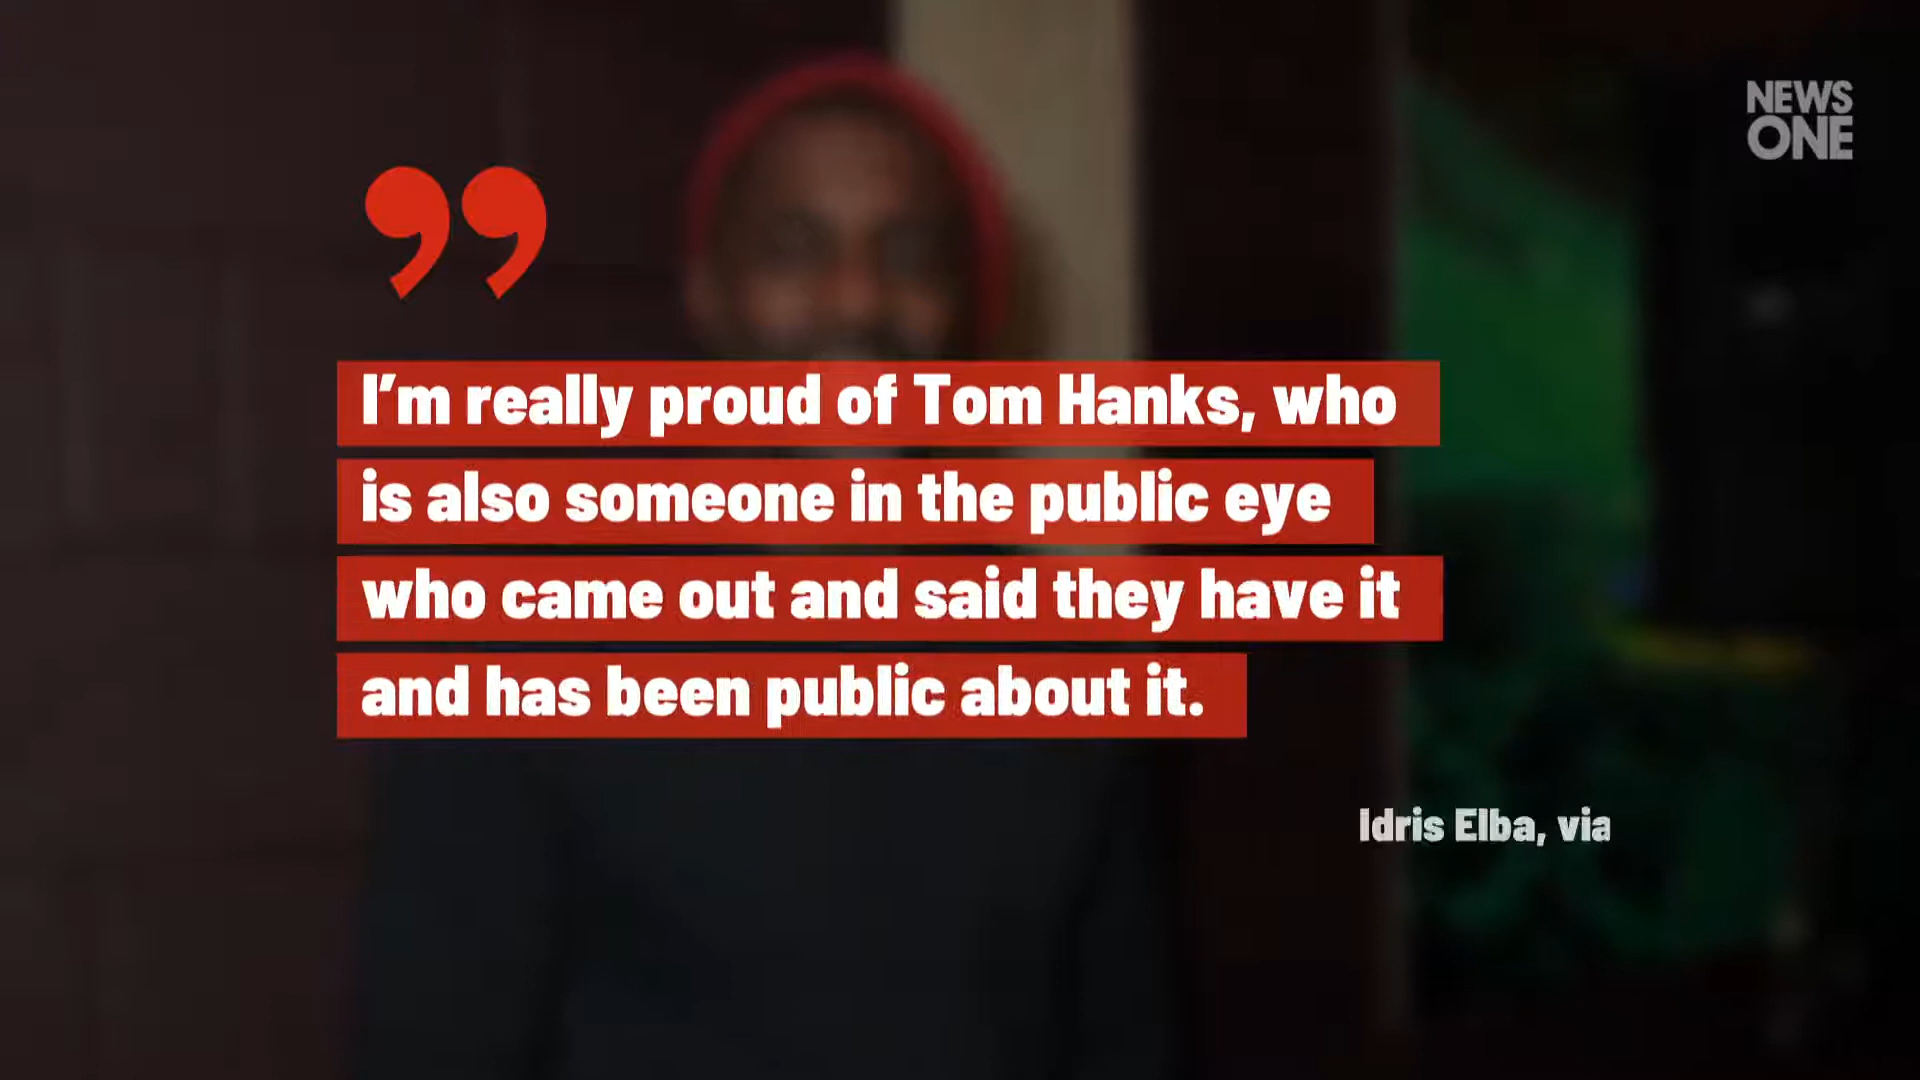 NEWS
ONE
”
I’m really proud of Tom Hanks, who
is also someone in the public eye
who came out and said they have it
and has been public about it.
Idris Elba, via